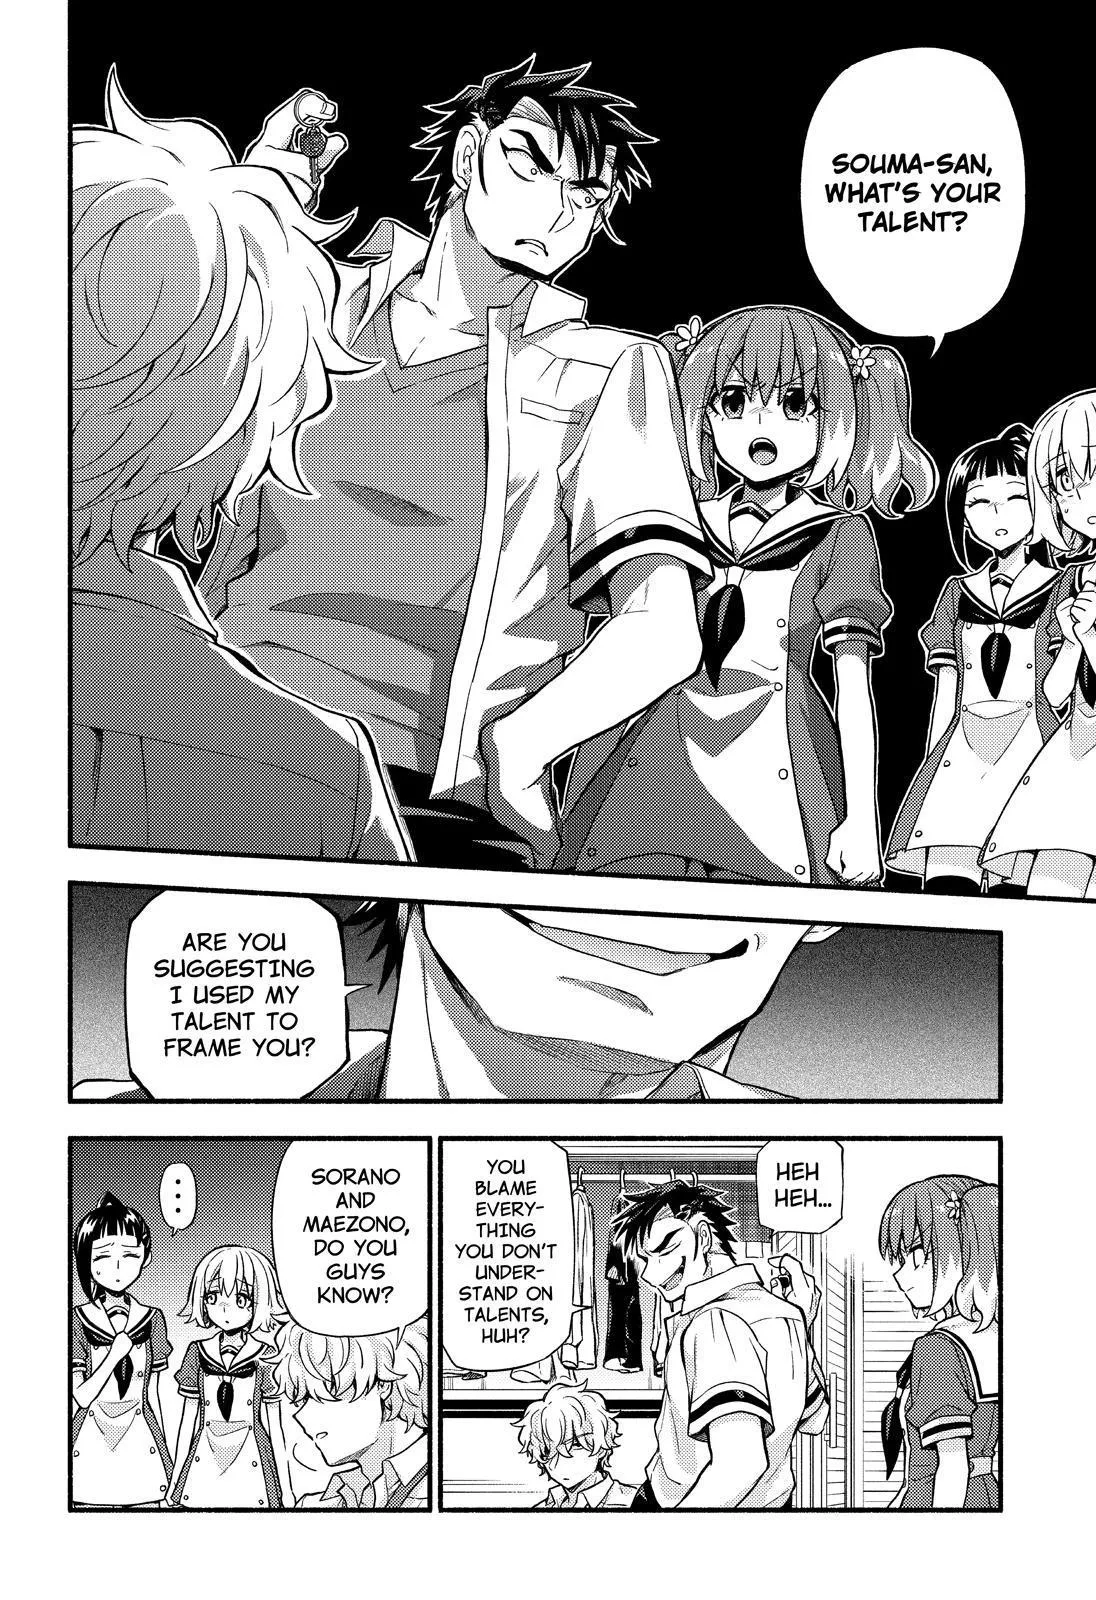 SOUMA-SAN,
WHAT'S YOUR
TALENT?
ARE YOU
SUGGESTING
I USED MY
TALENT TO
FRAME YOU?
HEH
HEH...
YOU
BLAME
EVERY-
THING
YOU DON'T
UNDER-
STAND ON
TALENTS,
HUH?
SORANO
AND
MAEZONO,
DO YOU
GUYS
KNOW?
...